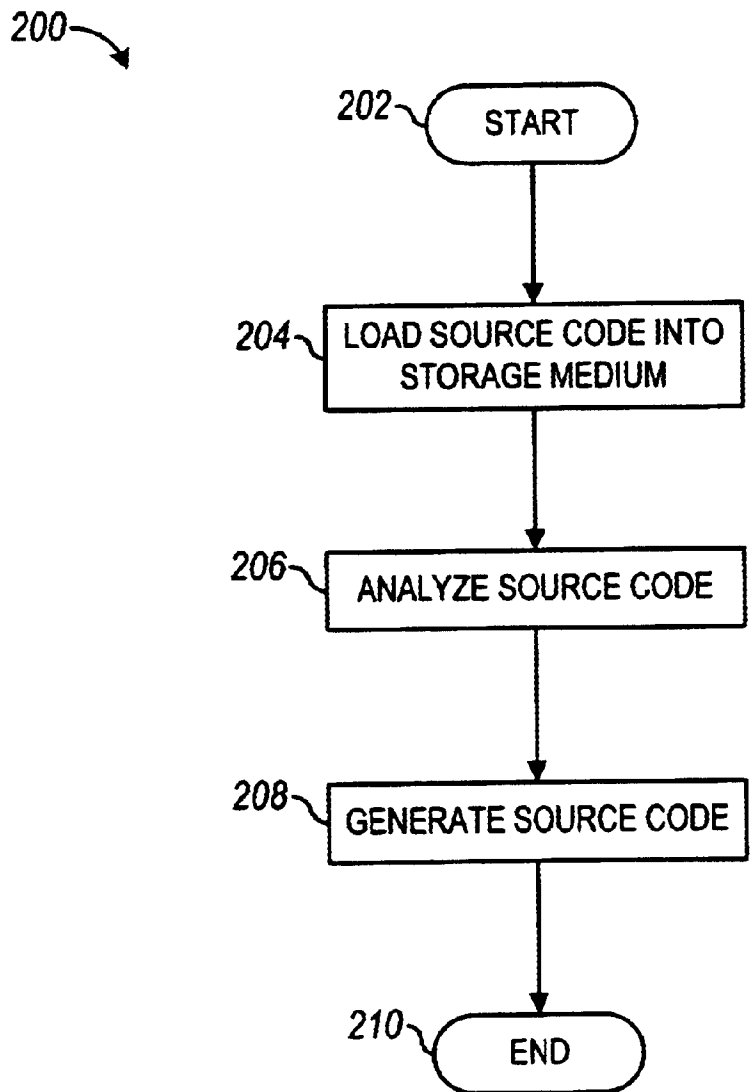 200
202
START
204
LOAD SOURCE CODE INTO
STORAGE MEDIUM
206
ANALYZE SOURCE CODE
208
GENERATE SOURCE CODE
210
END